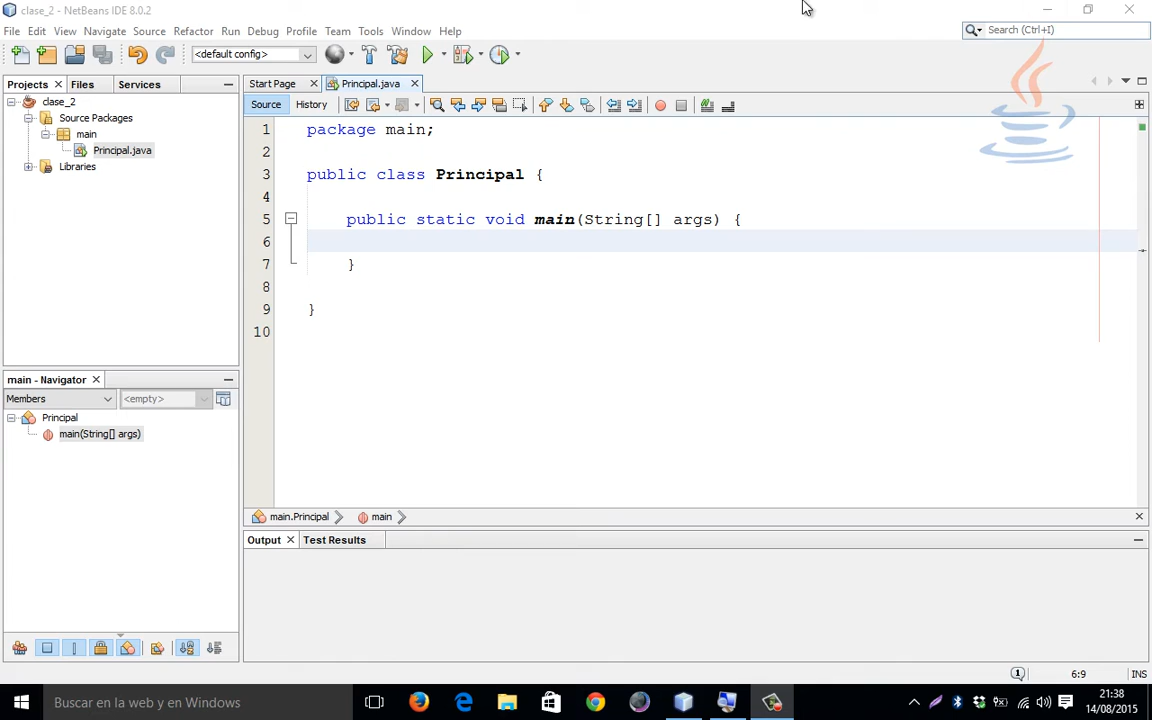 clase_2 - NetBeans IDE 8.0.2
File Edit View Navigate Source Refactor Run Debug Profile Team Tools Window Help
Search (Ctrl+I)
<default config>
Projects Files Services
Start Page Principal.java
clase_2
Source Packages
main
Principal.java
Libraries
Source History
1 package main;
2
3 public class Principal {
4
5 public static void main(String[] args) {
6
7 }
8
9 }
10
main - Navigator
Members <empty>
Principal
main(String[] args)
main.Principal main
Output Test Results
1 6:9 INS
Buscar en la web y en Windows
21:38
14/08/2015